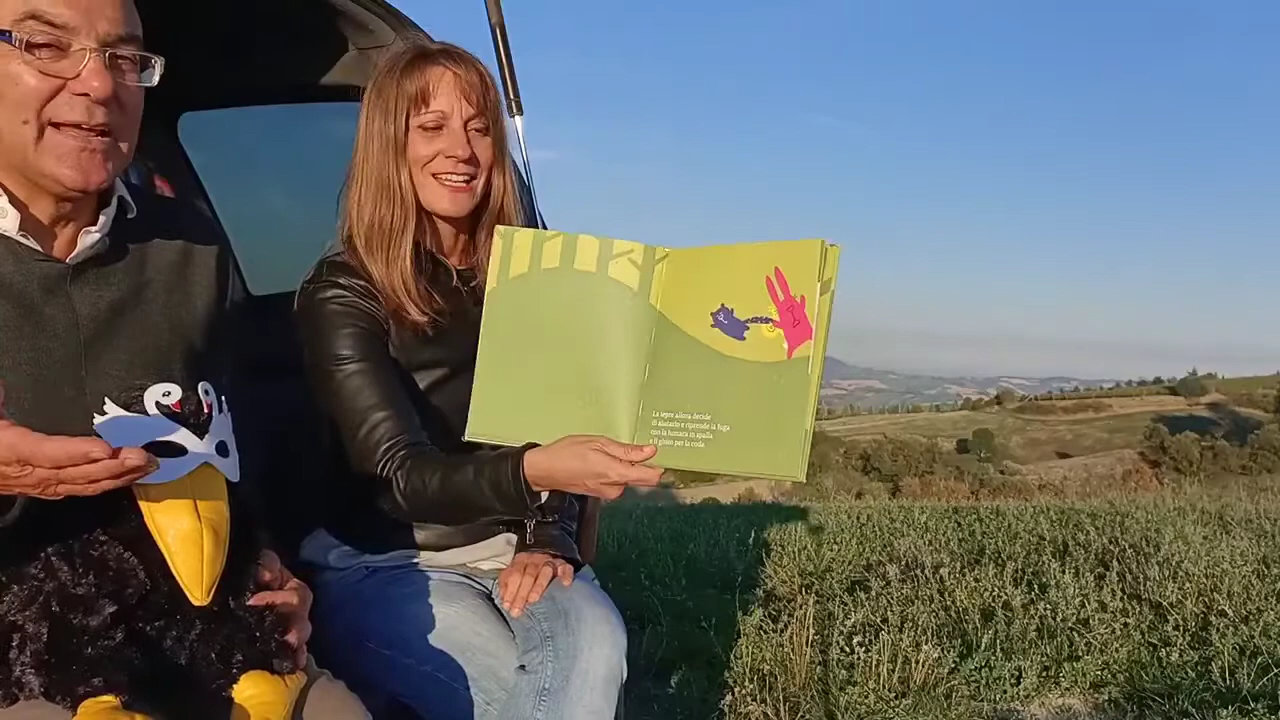 La lepre allora decide
di aiutarlo e riprende la fuga
con la lumaca in spalla
e il ghiro per la coda.